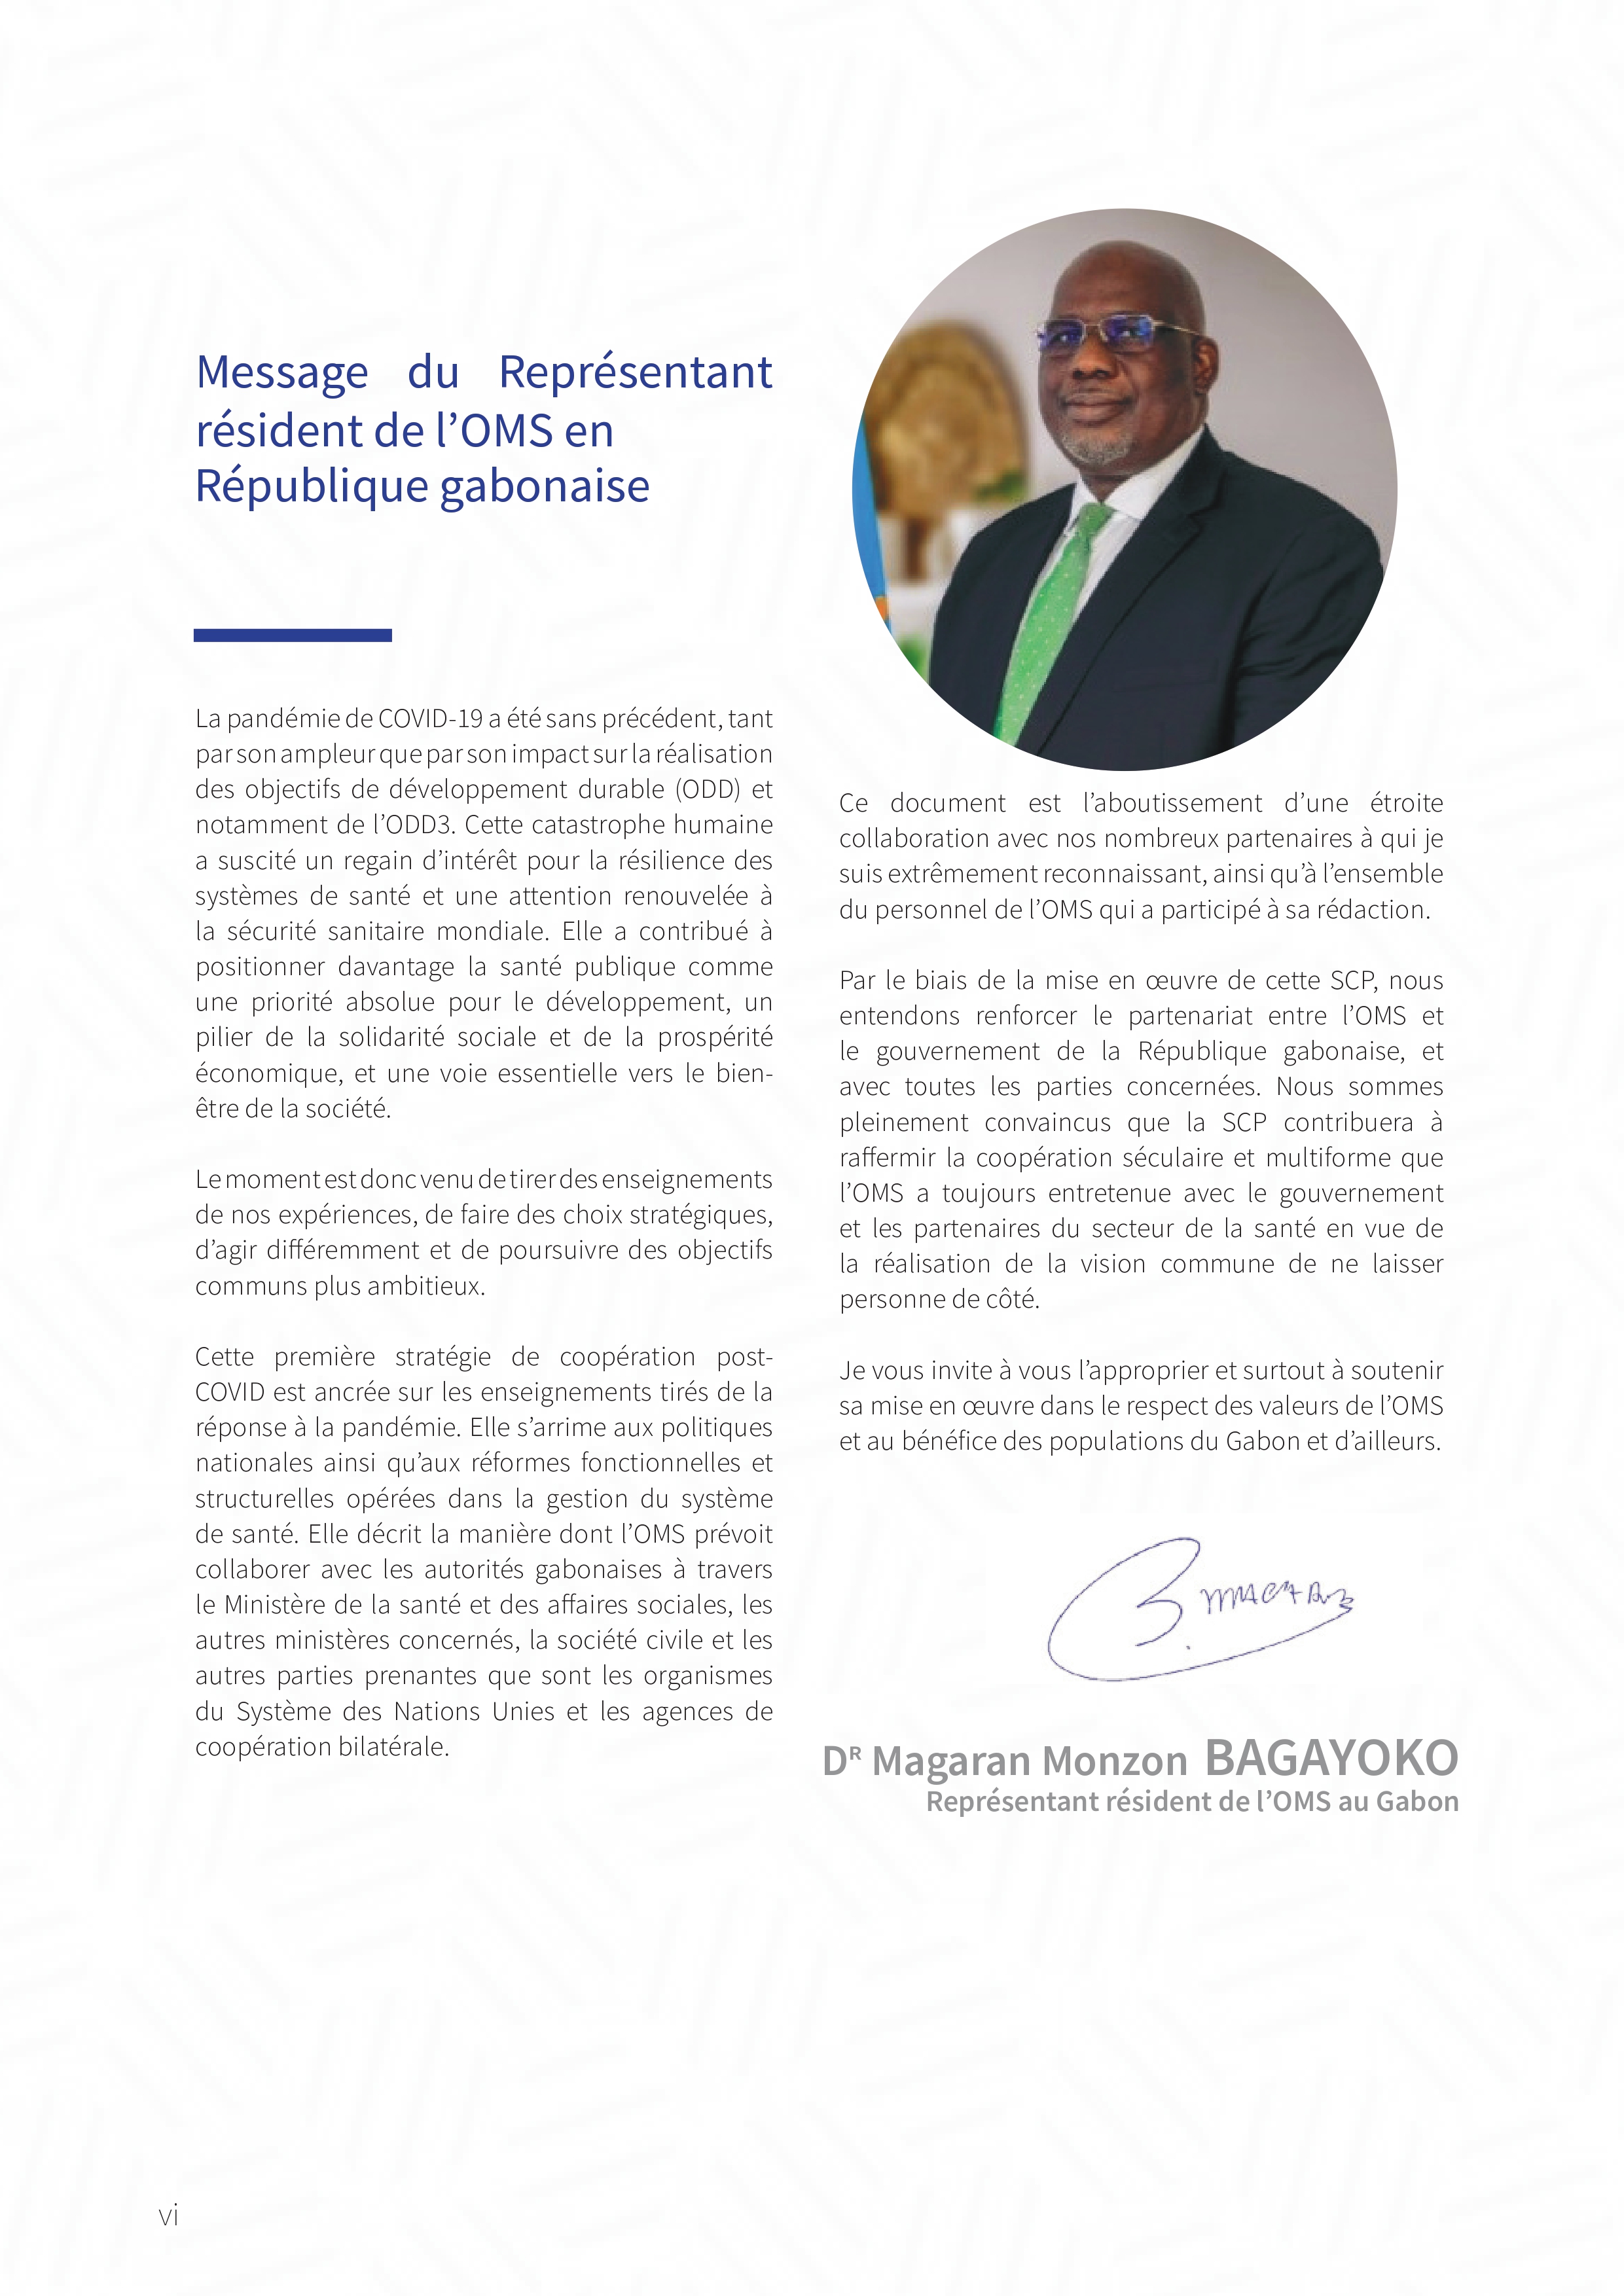 Message du Représentant
résident de l’OMS en
République gabonaise
La pandémie de COVID-19 a été sans précédent, tant
par son ampleur que par son impact sur la réalisation
des objectifs de développement durable (ODD) et
notamment de l’ODD3. Cette catastrophe humaine
a suscité un regain d’intérêt pour la résilience des
systèmes de santé et une attention renouvelée à
la sécurité sanitaire mondiale. Elle a contribué à
positionner davantage la santé publique comme
une priorité absolue pour le développement, un
pilier de la solidarité sociale et de la prospérité
économique, et une voie essentielle vers le bien-
être de la société.
Le moment est donc venu de tirer des enseignements
de nos expériences, de faire des choix stratégiques,
d’agir différemment et de poursuivre des objectifs
communs plus ambitieux.
Cette première stratégie de coopération post-
COVID est ancrée sur les enseignements tirés de la
réponse à la pandémie. Elle s’arrime aux politiques
nationales ainsi qu’aux réformes fonctionnelles et
structurelles opérées dans la gestion du système
de santé. Elle décrit la manière dont l’OMS prévoit
collaborer avec les autorités gabonaises à travers
le Ministère de la santé et des affaires sociales, les
autres ministères concernés, la société civile et les
autres parties prenantes que sont les organismes
du Système des Nations Unies et les agences de
coopération bilatérale.
Ce document est l’aboutissement d’une étroite
collaboration avec nos nombreux partenaires à qui je
suis extrêmement reconnaissant, ainsi qu’à l’ensemble
du personnel de l’OMS qui a participé à sa rédaction.
Par le biais de la mise en œuvre de cette SCP, nous
entendons renforcer le partenariat entre l’OMS et
le gouvernement de la République gabonaise, et
avec toutes les parties concernées. Nous sommes
pleinement convaincus que la SCP contribuera à
raffermir la coopération séculaire et multiforme que
l’OMS a toujours entretenue avec le gouvernement
et les partenaires du secteur de la santé en vue de
la réalisation de la vision commune de ne laisser
personne de côté.
Je vous invite à vous l’approprier et surtout à soutenir
sa mise en œuvre dans le respect des valeurs de l’OMS
et au bénéfice des populations du Gabon et d’ailleurs.
Dᴿ Magaran Monzon BAGAYOKO
Représentant résident de l’OMS au Gabon
vi